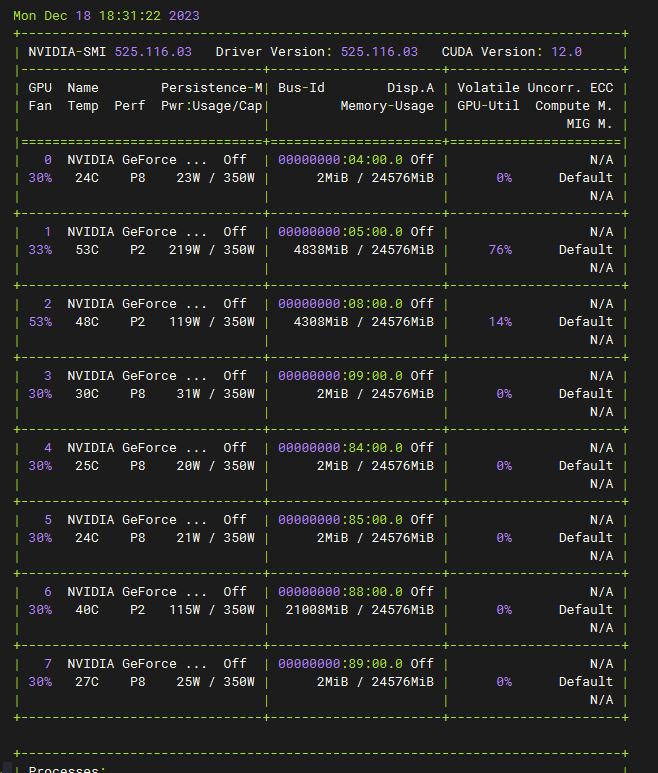 Mon Dec 18 18:31:22 2023
+-----------------------------------------------------------------------------+
| NVIDIA-SMI 525.116.03   Driver Version: 525.116.03   CUDA Version: 12.0     |
|-------------------------------+----------------------+----------------------+
| GPU  Name        Persistence-M| Bus-Id        Disp.A | Volatile Uncorr. ECC |
| Fan  Temp  Perf  Pwr:Usage/Cap|         Memory-Usage | GPU-Util  Compute M. |
|                               |                      |               MIG M. |
|===============================+======================+======================|
|   0  NVIDIA GeForce ...  Off  | 00000000:04:00.0 Off |                  N/A |
| 30%   24C    P8    23W / 350W |      2MiB / 24576MiB |      0%      Default |
|                               |                      |                  N/A |
+-------------------------------+----------------------+----------------------+
|   1  NVIDIA GeForce ...  Off  | 00000000:05:00.0 Off |                  N/A |
| 33%   53C    P2   219W / 350W |   4838MiB / 24576MiB |     76%      Default |
|                               |                      |                  N/A |
+-------------------------------+----------------------+----------------------+
|   2  NVIDIA GeForce ...  Off  | 00000000:08:00.0 Off |                  N/A |
| 53%   48C    P2   119W / 350W |   4308MiB / 24576MiB |     14%      Default |
|                               |                      |                  N/A |
+-------------------------------+----------------------+----------------------+
|   3  NVIDIA GeForce ...  Off  | 00000000:09:00.0 Off |                  N/A |
| 30%   30C    P8    31W / 350W |      2MiB / 24576MiB |      0%      Default |
|                               |                      |                  N/A |
+-------------------------------+----------------------+----------------------+
|   4  NVIDIA GeForce ...  Off  | 00000000:84:00.0 Off |                  N/A |
| 30%   25C    P8    20W / 350W |      2MiB / 24576MiB |      0%      Default |
|                               |                      |                  N/A |
+-------------------------------+----------------------+----------------------+
|   5  NVIDIA GeForce ...  Off  | 00000000:85:00.0 Off |                  N/A |
| 30%   24C    P8    21W / 350W |      2MiB / 24576MiB |      0%      Default |
|                               |                      |                  N/A |
+-------------------------------+----------------------+----------------------+
|   6  NVIDIA GeForce ...  Off  | 00000000:88:00.0 Off |                  N/A |
| 30%   40C    P2   115W / 350W |  21008MiB / 24576MiB |      0%      Default |
|                               |                      |                  N/A |
+-------------------------------+----------------------+----------------------+
|   7  NVIDIA GeForce ...  Off  | 00000000:89:00.0 Off |                  N/A |
| 30%   27C    P8    25W / 350W |      2MiB / 24576MiB |      0%      Default |
|                               |                      |                  N/A |
+-------------------------------+----------------------+----------------------+

+-----------------------------------------------------------------------------+
| Processes:                                                                  |